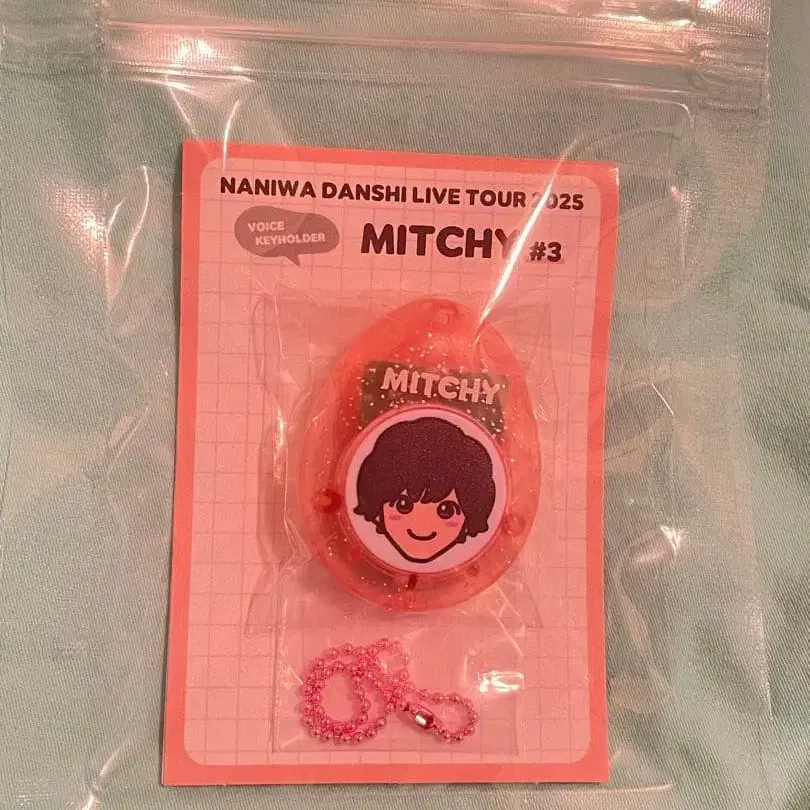 NANIWA DANSHI LIVE TOUR 2025
VOICE
KEYHOLDER
MITCHY #3
MITCHY